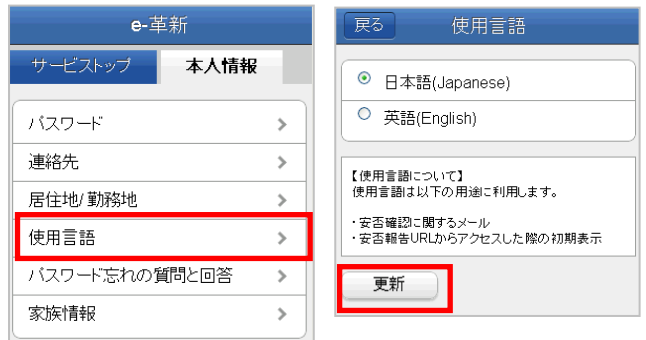 e-革新
サービストップ
本人情報
パスワード
連絡先
居住地/勤務地
使用言語
パスワード忘れの質問と回答
家族情報
戻る
使用言語
日本語(Japanese)
英語(English)
【使用言語について】
使用言語は以下の用途に利用します。
・安否確認に関するメール
・安否報告URLからアクセスした際の初期表示
更新